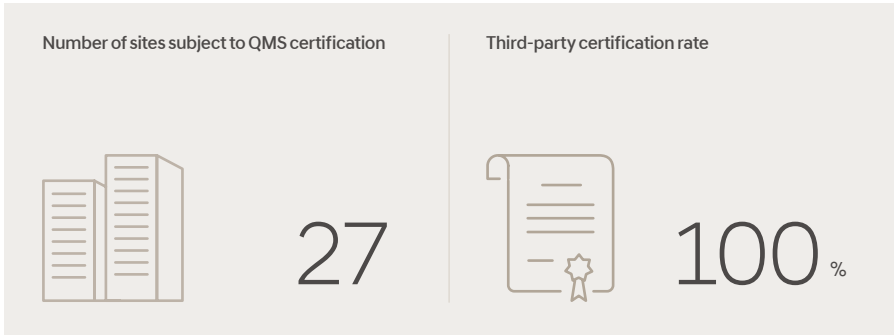 Number of sites subject to QMS certification
27
Third-party certification rate
100 %